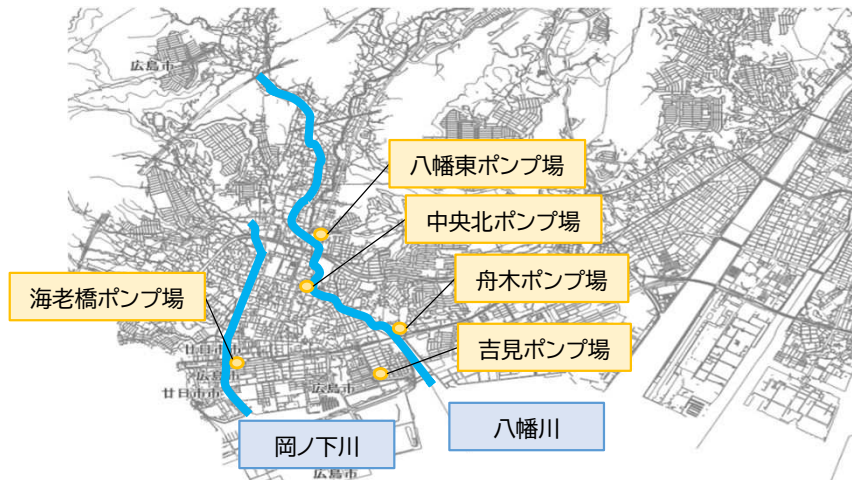 広島市
八幡東ポンプ場
中央北ポンプ場
舟木ポンプ場
海老橋ポンプ場
吉見ポンプ場
廿日市市
広島市
廿日市市
広島市
八幡川
岡ノ下川
広島市